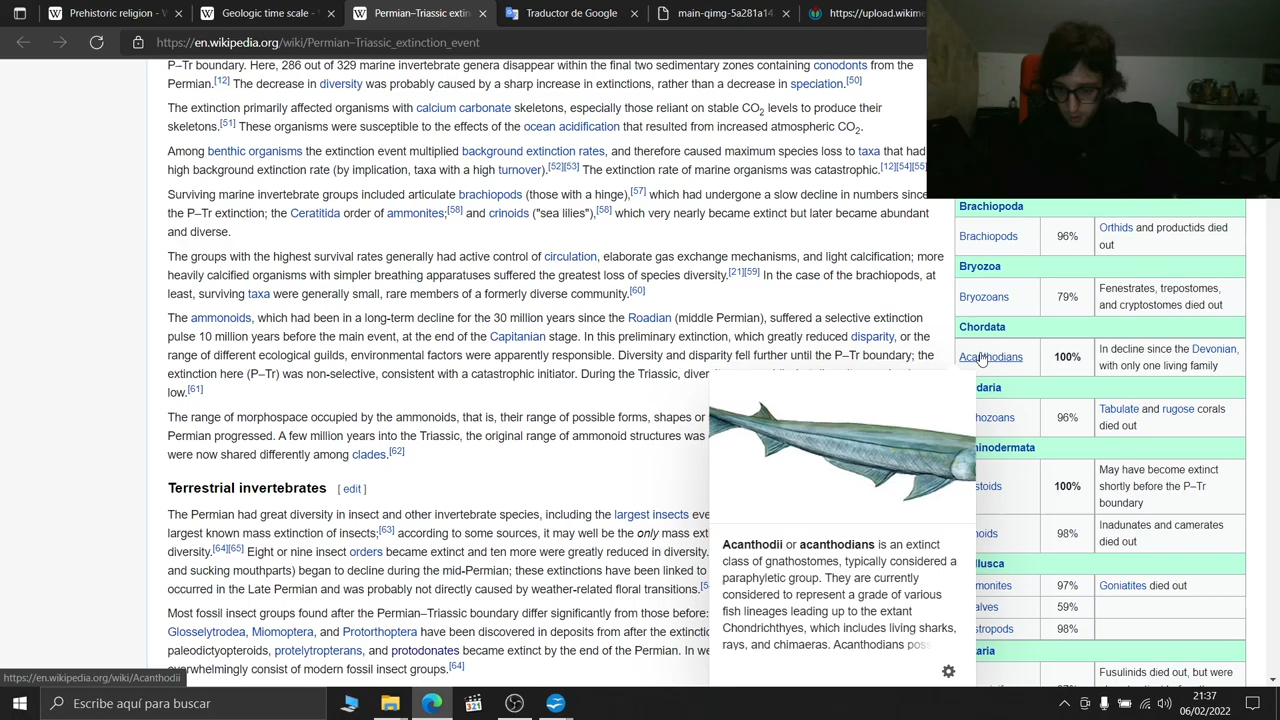 Prehistoric religion -
Geological time scale -
Permian–Triassic extin
Traductor de Google
main-qimg-5a281a14
https://upload.wikime
https://en.wikipedia.org/wiki/Permian–Triassic_extinction_event
P–Tr boundary. Here, 286 out of 329 marine invertebrate genera disappear within the final two sedimentary zones containing conodonts from the
Permian.[12] The decrease in diversity was probably caused by a sharp increase in extinctions, rather than a decrease in speciation.[50]
The extinction primarily affected organisms with calcium carbonate skeletons, especially those reliant on stable CO2 levels to produce their
skeletons.[51] These organisms were susceptible to the effects of the ocean acidification that resulted from increased atmospheric CO2.
Among benthic organisms the extinction event multiplied background extinction rates, and therefore caused maximum species loss to taxa that had
high background extinction rate (by implication, taxa with a high turnover).[52][53] The extinction rate of marine organisms was catastrophic.[12][54][55]
Surviving marine invertebrate groups included articulate brachiopods (those with a hinge),[57] which had undergone a slow decline in numbers since
the P–Tr extinction; the Ceratitida order of ammonites;[58] and crinoids ("sea lilies"),[58] which very nearly became extinct but later became abundant
and diverse.
The groups with the highest survival rates generally had active control of circulation, elaborate gas exchange mechanisms, and light calcification; more
heavily calcified organisms with simpler breathing apparatuses suffered the greatest loss of species diversity.[21][59] In the case of the brachiopods, at
least, surviving taxa were generally small, rare members of a formerly diverse community.[60]
The ammonoids, which had been in a long-term decline for the 30 million years since the Roadian (middle Permian), suffered a selective extinction
pulse 10 million years before the main event, at the end of the Capitanian stage. In this preliminary extinction, which greatly reduced disparity, or the
range of different ecological guilds, environmental factors were apparently responsible. Diversity and disparity fell further until the P–Tr boundary; the
extinction here (P–Tr) was non-selective, consistent with a catastrophic initiator. During the Triassic, diver
low.[61]
The range of morphospace occupied by the ammonoids, that is, their range of possible forms, shapes or
Permian progressed. A few million years into the Triassic, the original range of ammonoid structures was
were now shared differently among clades.[62]
Terrestrial invertebrates [ edit ]
The Permian had great diversity in insect and other invertebrate species, including the largest insects eve
largest known mass extinction of insects;[63] according to some sources, it may well be the only mass ext
diversity.[64][65] Eight or nine insect orders became extinct and ten more were greatly reduced in diversity.
and sucking mouthparts) began to decline during the mid-Permian; these extinctions have been linked to
occurred in the Late Permian and was probably not directly caused by weather-related floral transitions.[5
Most fossil insect groups found after the Permian–Triassic boundary differ significantly from those before:
Glosselytrodea, Miomoptera, and Protorthoptera have been discovered in deposits from after the extinctio
paleodictyopteroids, protelytropterans, and protodonates became extinct by the end of the Permian. In we
overwhelmingly consist of modern fossil insect groups.[64]
Brachiopoda
Brachiopods 96% Orthids and productids died
out
Bryozoa
Bryozoans 79% Fenestrates, trepostomes,
and cryptostomes died out
Chordata
Acanthodians 100% In decline since the Devonian,
with only one living family
daria
hozoans 96% Tabulate and rugose corals
died out
inodermata
stoids 100% May have become extinct
shortly before the P–Tr
boundary
noids 98% Inadunates and camerates
died out
llusca
monites 97% Goniatites died out
alves 59%
stropods 98%
aria
Fusulinids died out, but were
Acanthodii or acanthodians is an extinct
class of gnathostomes, typically considered a
paraphyletic group. They are currently
considered to represent a grade of various
fish lineages leading up to the extant
Chondrichthyes, which includes living sharks,
rays, and chimaeras. Acanthodians poss
https://en.wikipedia.org/wiki/Acanthodii
Escribe aquí para buscar
321
21:37
06/02/2022